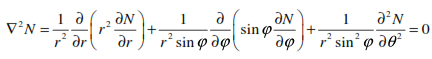 ∇²N = 1/r² ∂/∂r (r² ∂N/∂r) + 1/(r² sin φ) ∂/∂φ (sin φ ∂N/∂φ) + 1/(r² sin² φ) ∂²N/∂θ² = 0